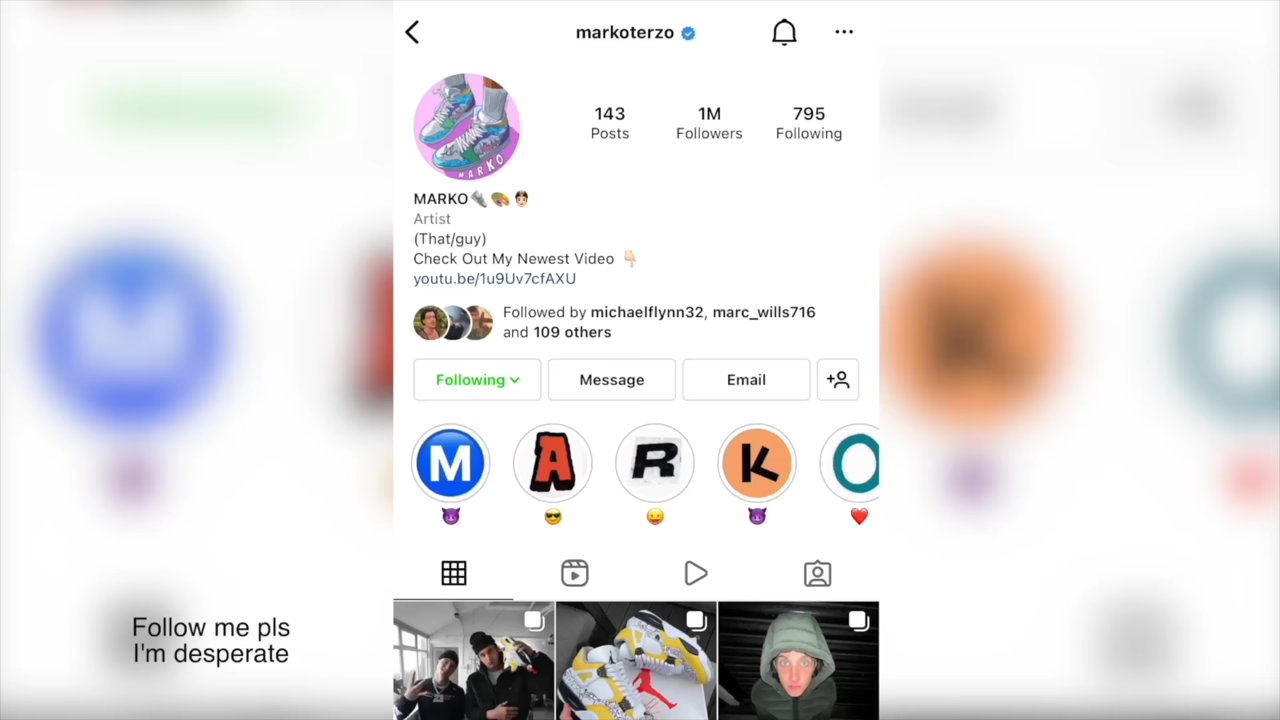 markoterzo
143
1M
795
Posts
Followers
Following
MARKO
MARKO
Artist
(That/guy)
Check Out My Newest Video
youtu.be/1u9Uv7cfAXU
Followed by michaelflynn32, marc_wills716
and 109 others
Following
Message
Email
M
A
R
K
O
Follow me pls
I'm desperate